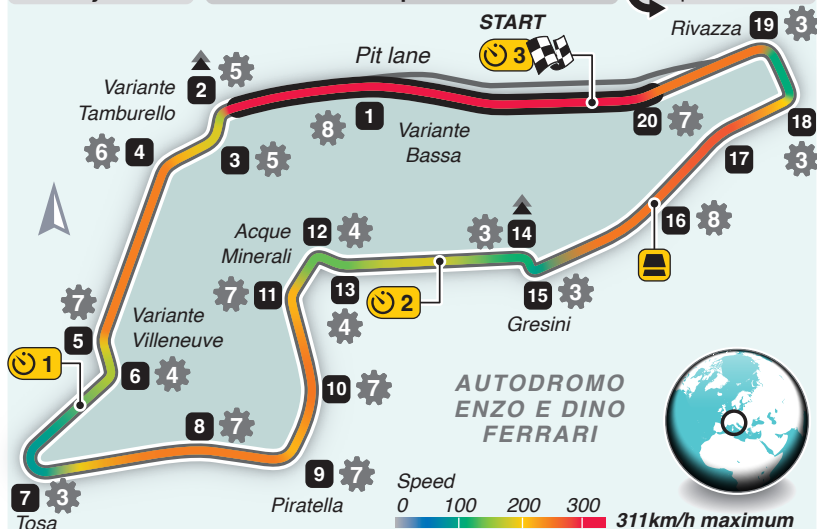 START
Rivazza
19
3
Pit lane
3
Variante
Tamburello
2
5
8
1
Variante
Bassa
20
7
18
3
6
4
3
5
17
16
8
Acque
Minerali
12
4
3
14
7
11
13
4
2
15
3
Gresini
7
5
Variante
Villeneuve
1
6
4
10
7
AUTODROMO
ENZO E DINO
FERRARI
8
7
9
7
Piratella
7
3
Tosa
Speed
0 100 200 300
311km/h maximum